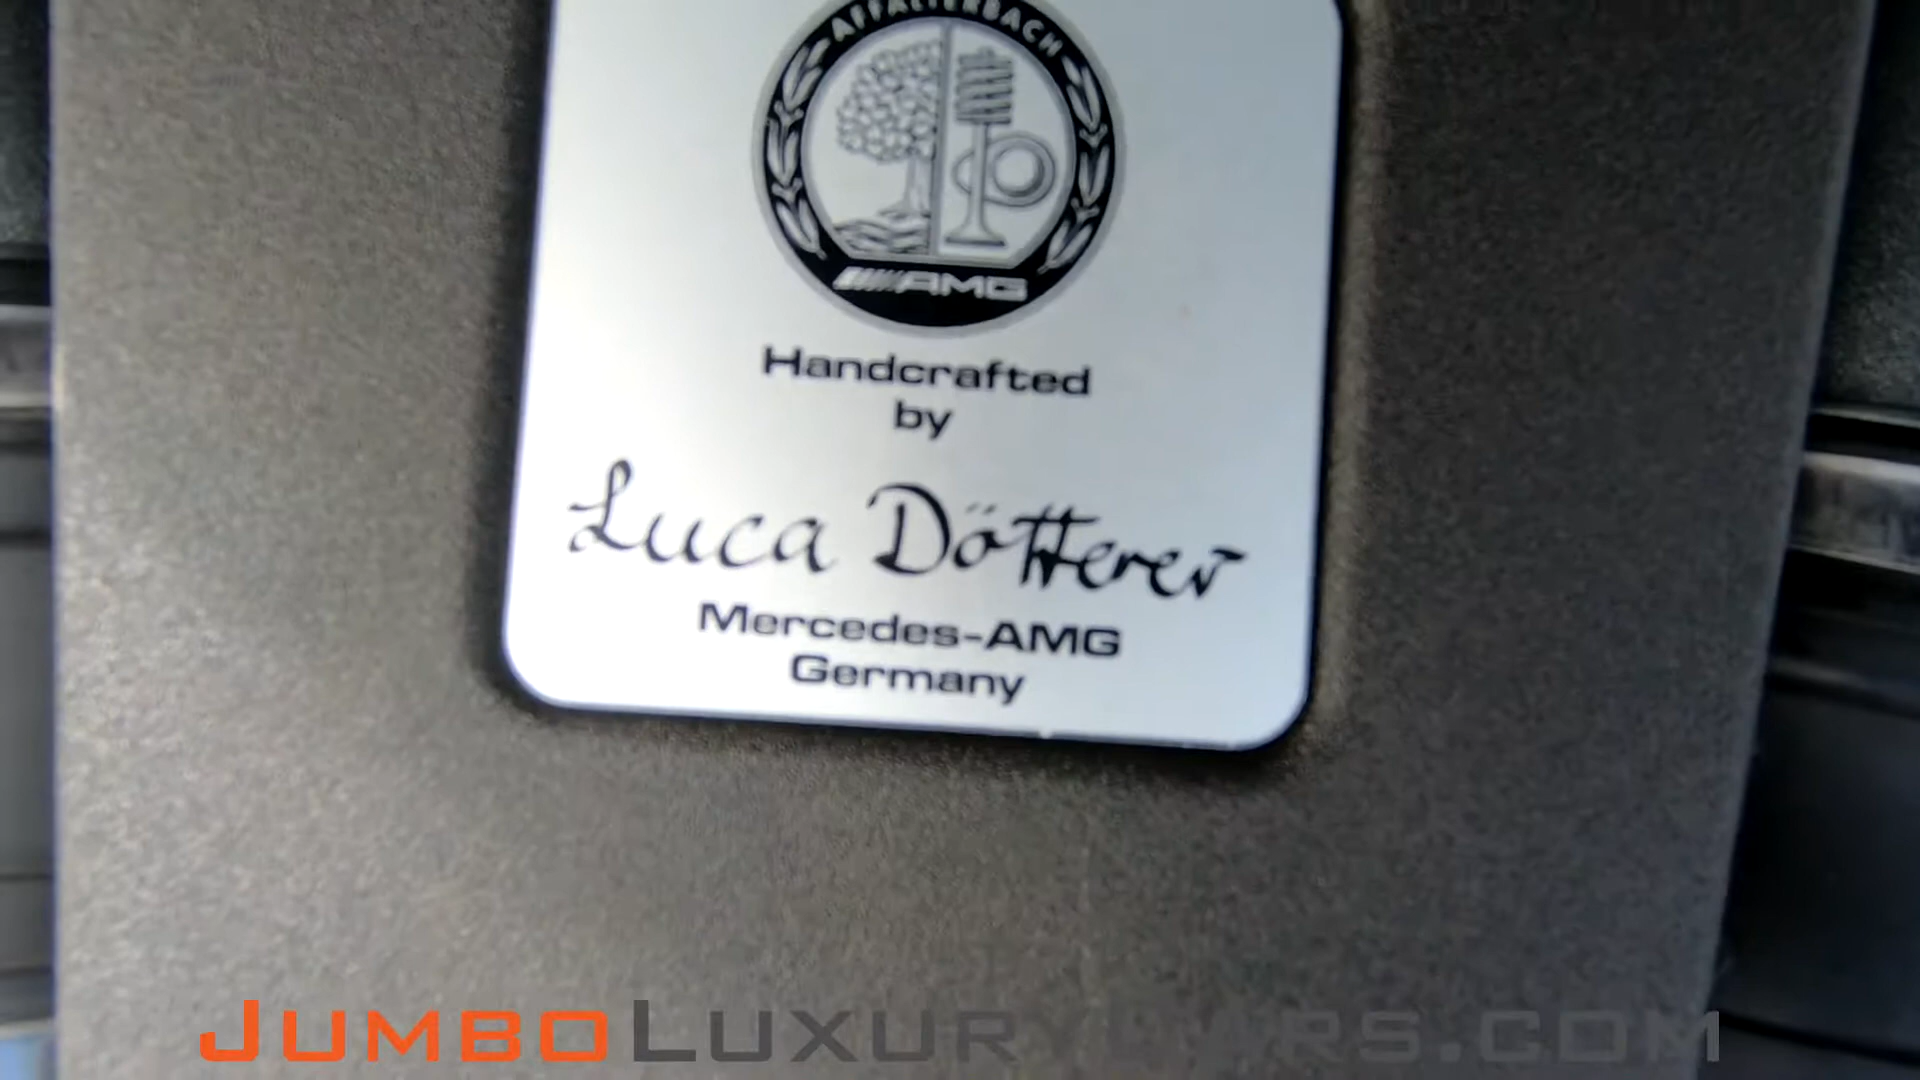 AFFALTERBACH
AMG
Handcrafted
by
Luca Dötterer
Mercedes-AMG
Germany
JUMBOLUXURYCARS.COM